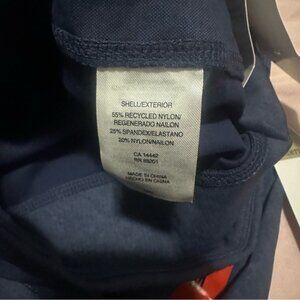 SHELL/EXTERIOR
55% RECYCLED NYLON/
REGENERADO NAILON
25% SPANDEX/ELASTANO
20% NYLON/NAILON
CA 14442
RN 89201
MADE IN CHINA
HECHO EN CHINA